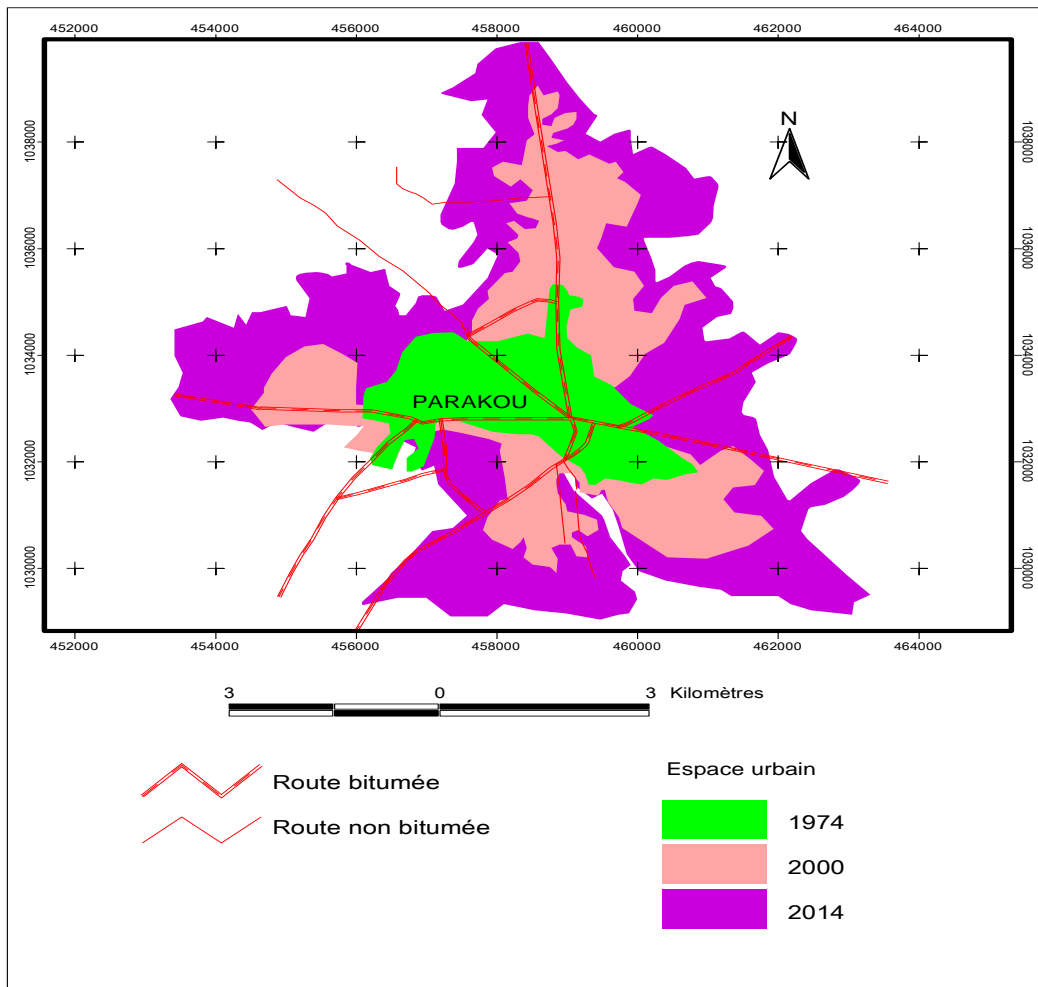 452000 454000 456000 458000 460000 462000 464000
N
1038000 1038000
1036000 1036000
1034000 1034000
PARAKOU
1032000 1032000
1030000 1030000
452000 454000 456000 458000 460000 462000 464000
3 0 3 Kilomètres
Route bitumée
Route non bitumée
Espace urbain
1974
2000
2014